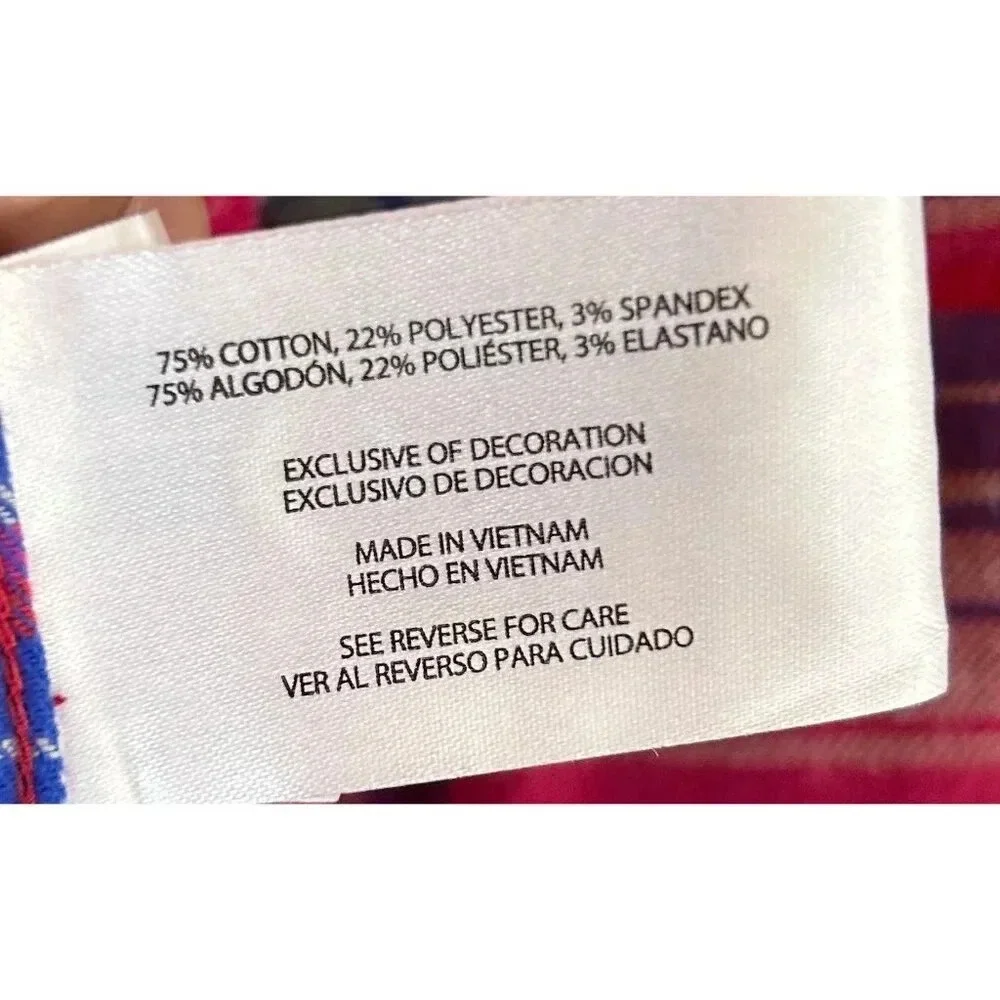 75% COTTON, 22% POLYESTER, 3% SPANDEX
75% ALGODÓN, 22% POLIÉSTER, 3% ELASTANO
EXCLUSIVE OF DECORATION
EXCLUSIVO DE DECORACION
MADE IN VIETNAM
HECHO EN VIETNAM
SEE REVERSE FOR CARE
VER AL REVERSO PARA CUIDADO